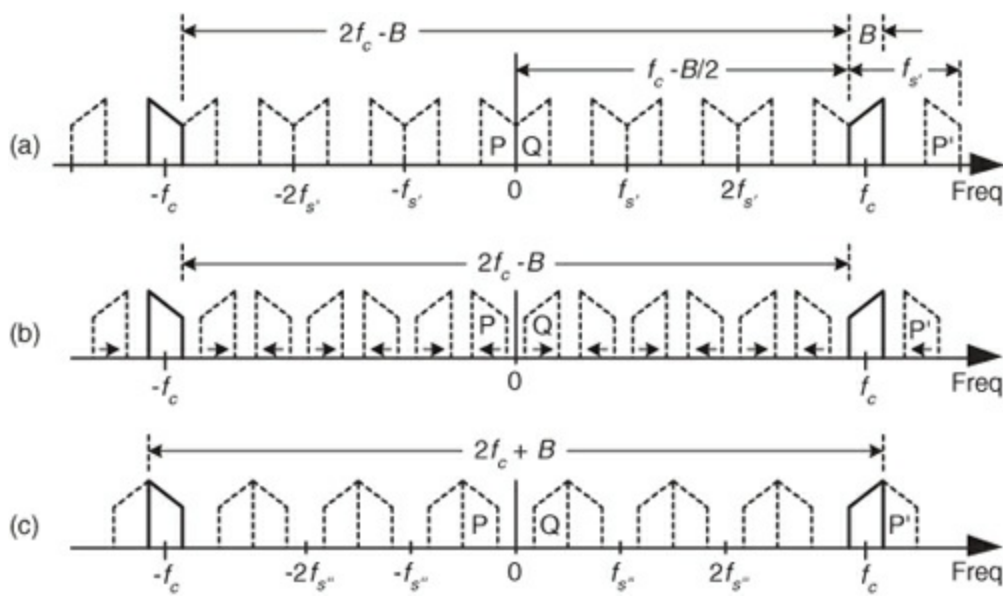 2f_c - B
B
f_c - B/2
f_s'
(a)
P
Q
P'
-f_c
-2f_s'
-f_s'
0
f_s'
2f_s'
f_c
Freq
2f_c - B
(b)
P
Q
P'
-f_c
0
f_c
Freq
2f_c + B
(c)
P
Q
P'
-f_c
-2f_s"
-f_s"
0
f_s"
2f_s"
f_c
Freq